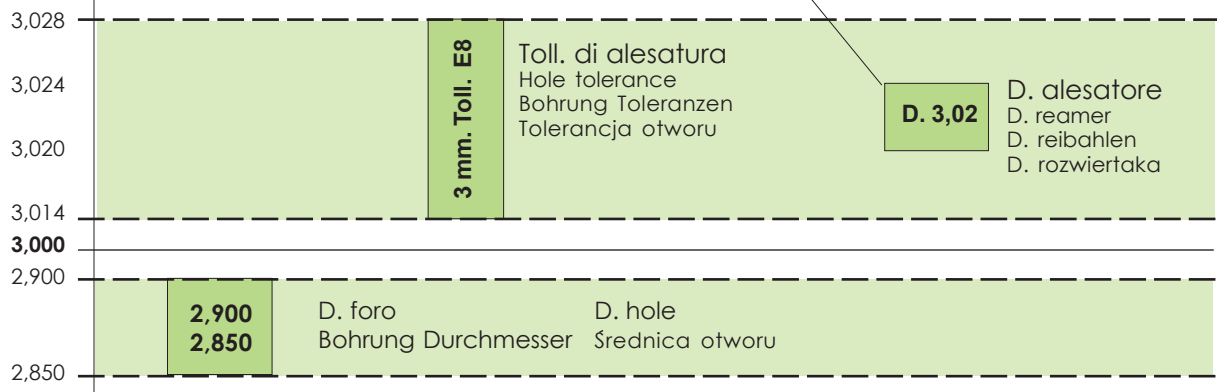 3,028
3,024
3,020
3,014
3,000
2,900
2,850
3 mm. Toll. E8
Toll. di alesatura
Hole tolerance
Bohrung Toleranzen
Tolerancja otworu
D. 3,02
D. alesatore
D. reamer
D. reibahlen
D. rozwiertaka
2,900
2,850
D. foro
Bohrung Durchmesser
D. hole
Średnica otworu